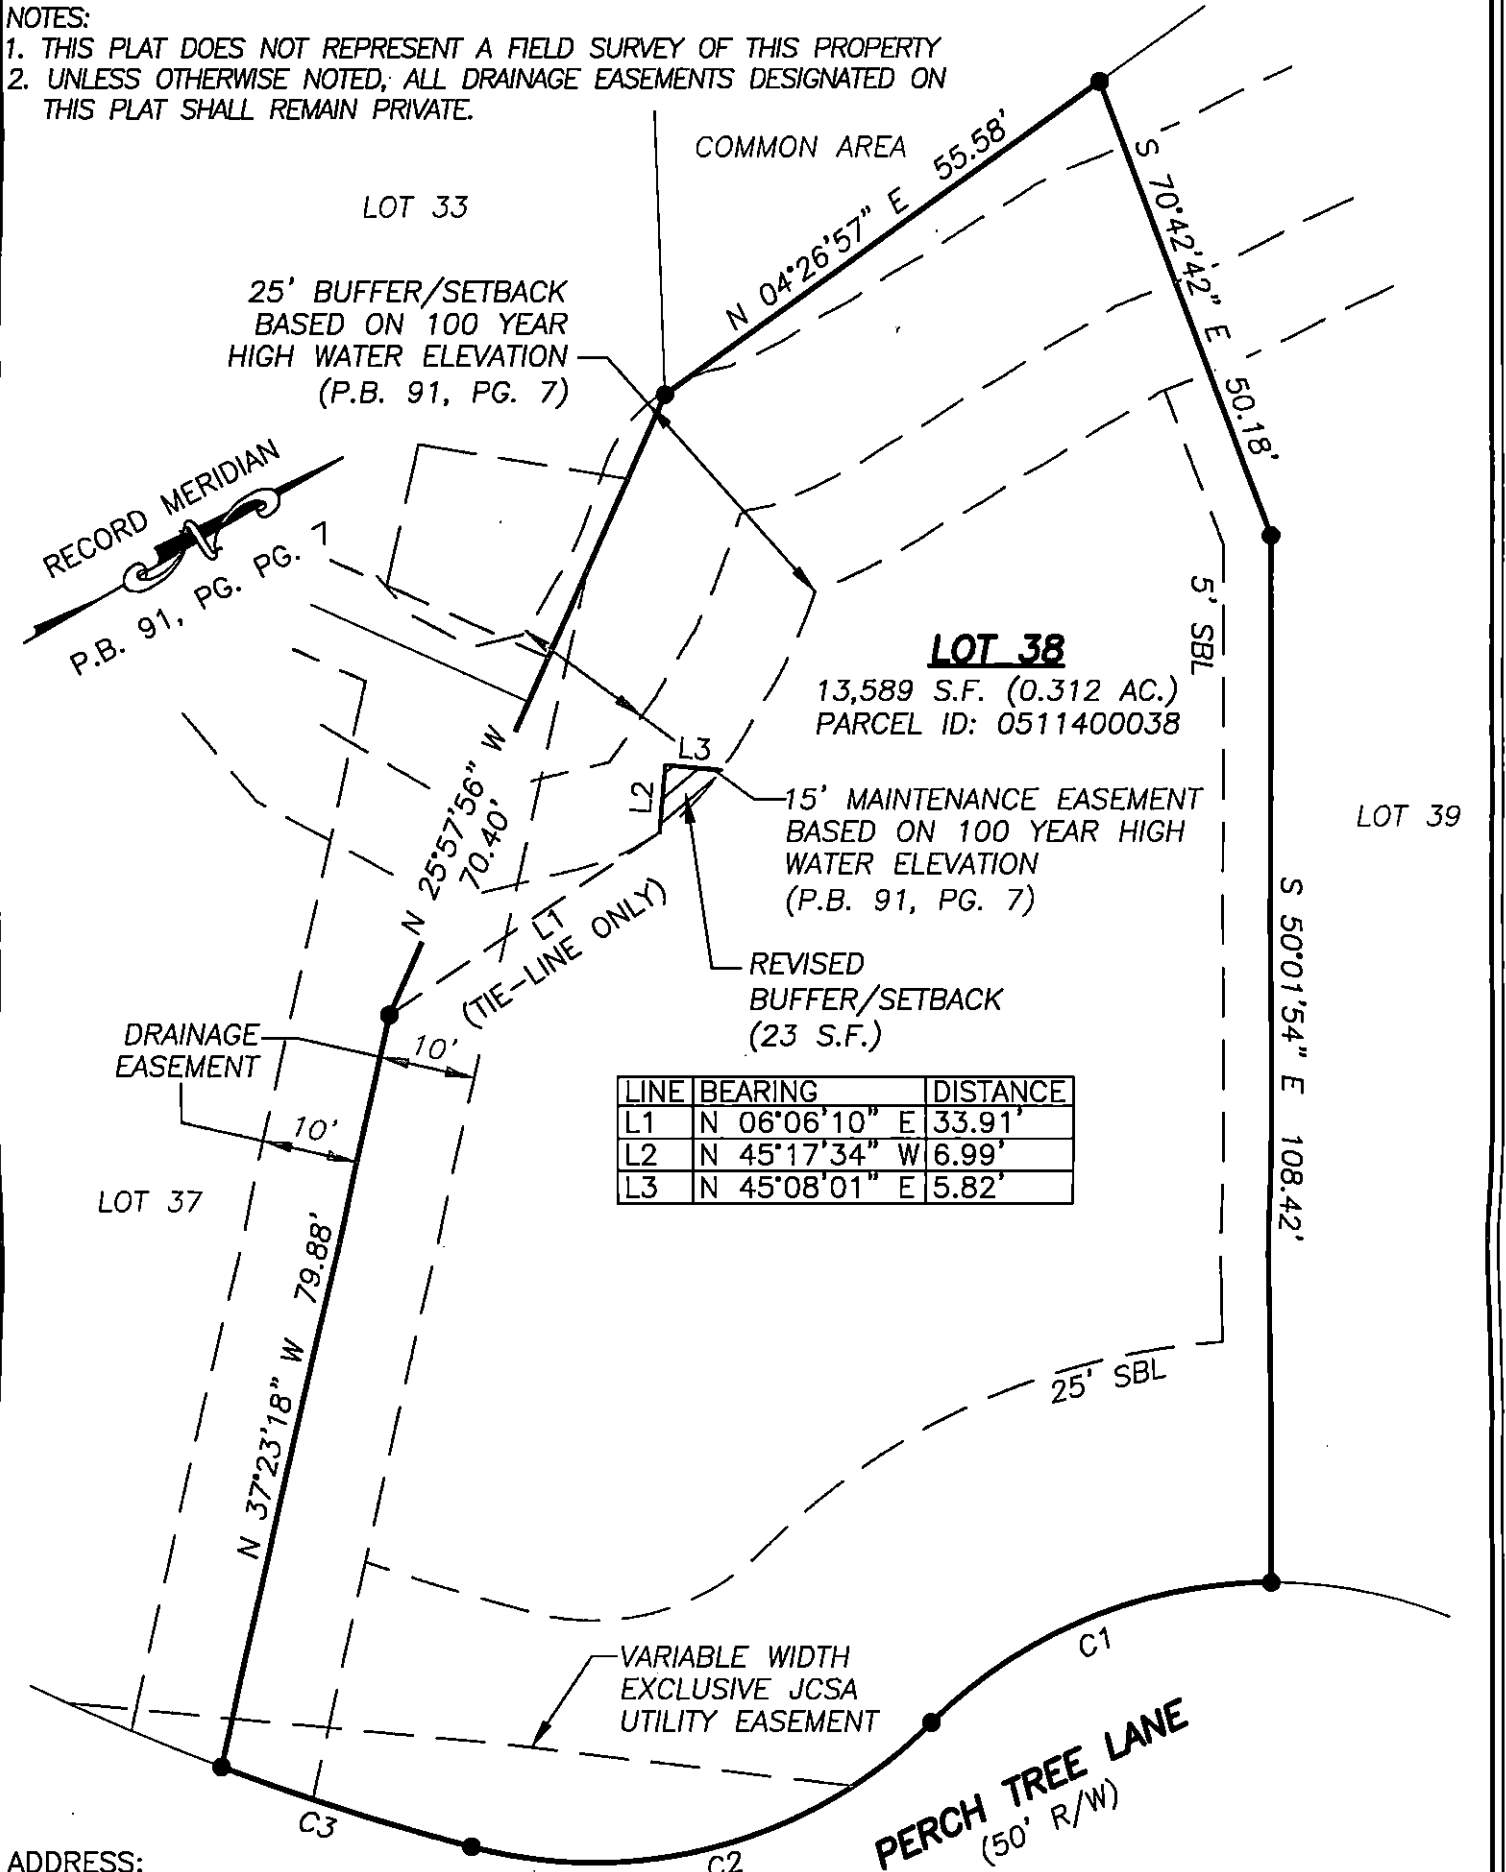 NOTES:
1. THIS PLAT DOES NOT REPRESENT A FIELD SURVEY OF THIS PROPERTY
2. UNLESS OTHERWISE NOTED, ALL DRAINAGE EASEMENTS DESIGNATED ON
THIS PLAT SHALL REMAIN PRIVATE.
COMMON AREA
LOT 33
N 04°26'57" E 55.58'
S 70°42'42" E 50.18'
25' BUFFER/SETBACK
BASED ON 100 YEAR
HIGH WATER ELEVATION
(P.B. 91, PG. 7)
RECORD MERIDIAN
N
P.B. 91, PG. PG. 7
5' SBL
LOT 38
13,589 S.F. (0.312 AC.)
PARCEL ID: 0511400038
N 25°57'56" W
70.40'
L3
L2
15' MAINTENANCE EASEMENT
BASED ON 100 YEAR HIGH
WATER ELEVATION
(P.B. 91, PG. 7)
LOT 39
L1
(TIE-LINE ONLY)
REVISED
BUFFER/SETBACK
(23 S.F.)
S 50°01'54" E 108.42'
DRAINAGE
EASEMENT
10'
10'
LINE BEARING DISTANCE
L1 N 06°06'10" E 33.91'
L2 N 45°17'34" W 6.99'
L3 N 45°08'01" E 5.82'
LOT 37
N 37°23'18" W 79.88'
25' SBL
VARIABLE WIDTH
EXCLUSIVE JCSA
UTILITY EASEMENT
C1
PERCH TREE LANE
(50' R/W)
C3
C2
ADDRESS: